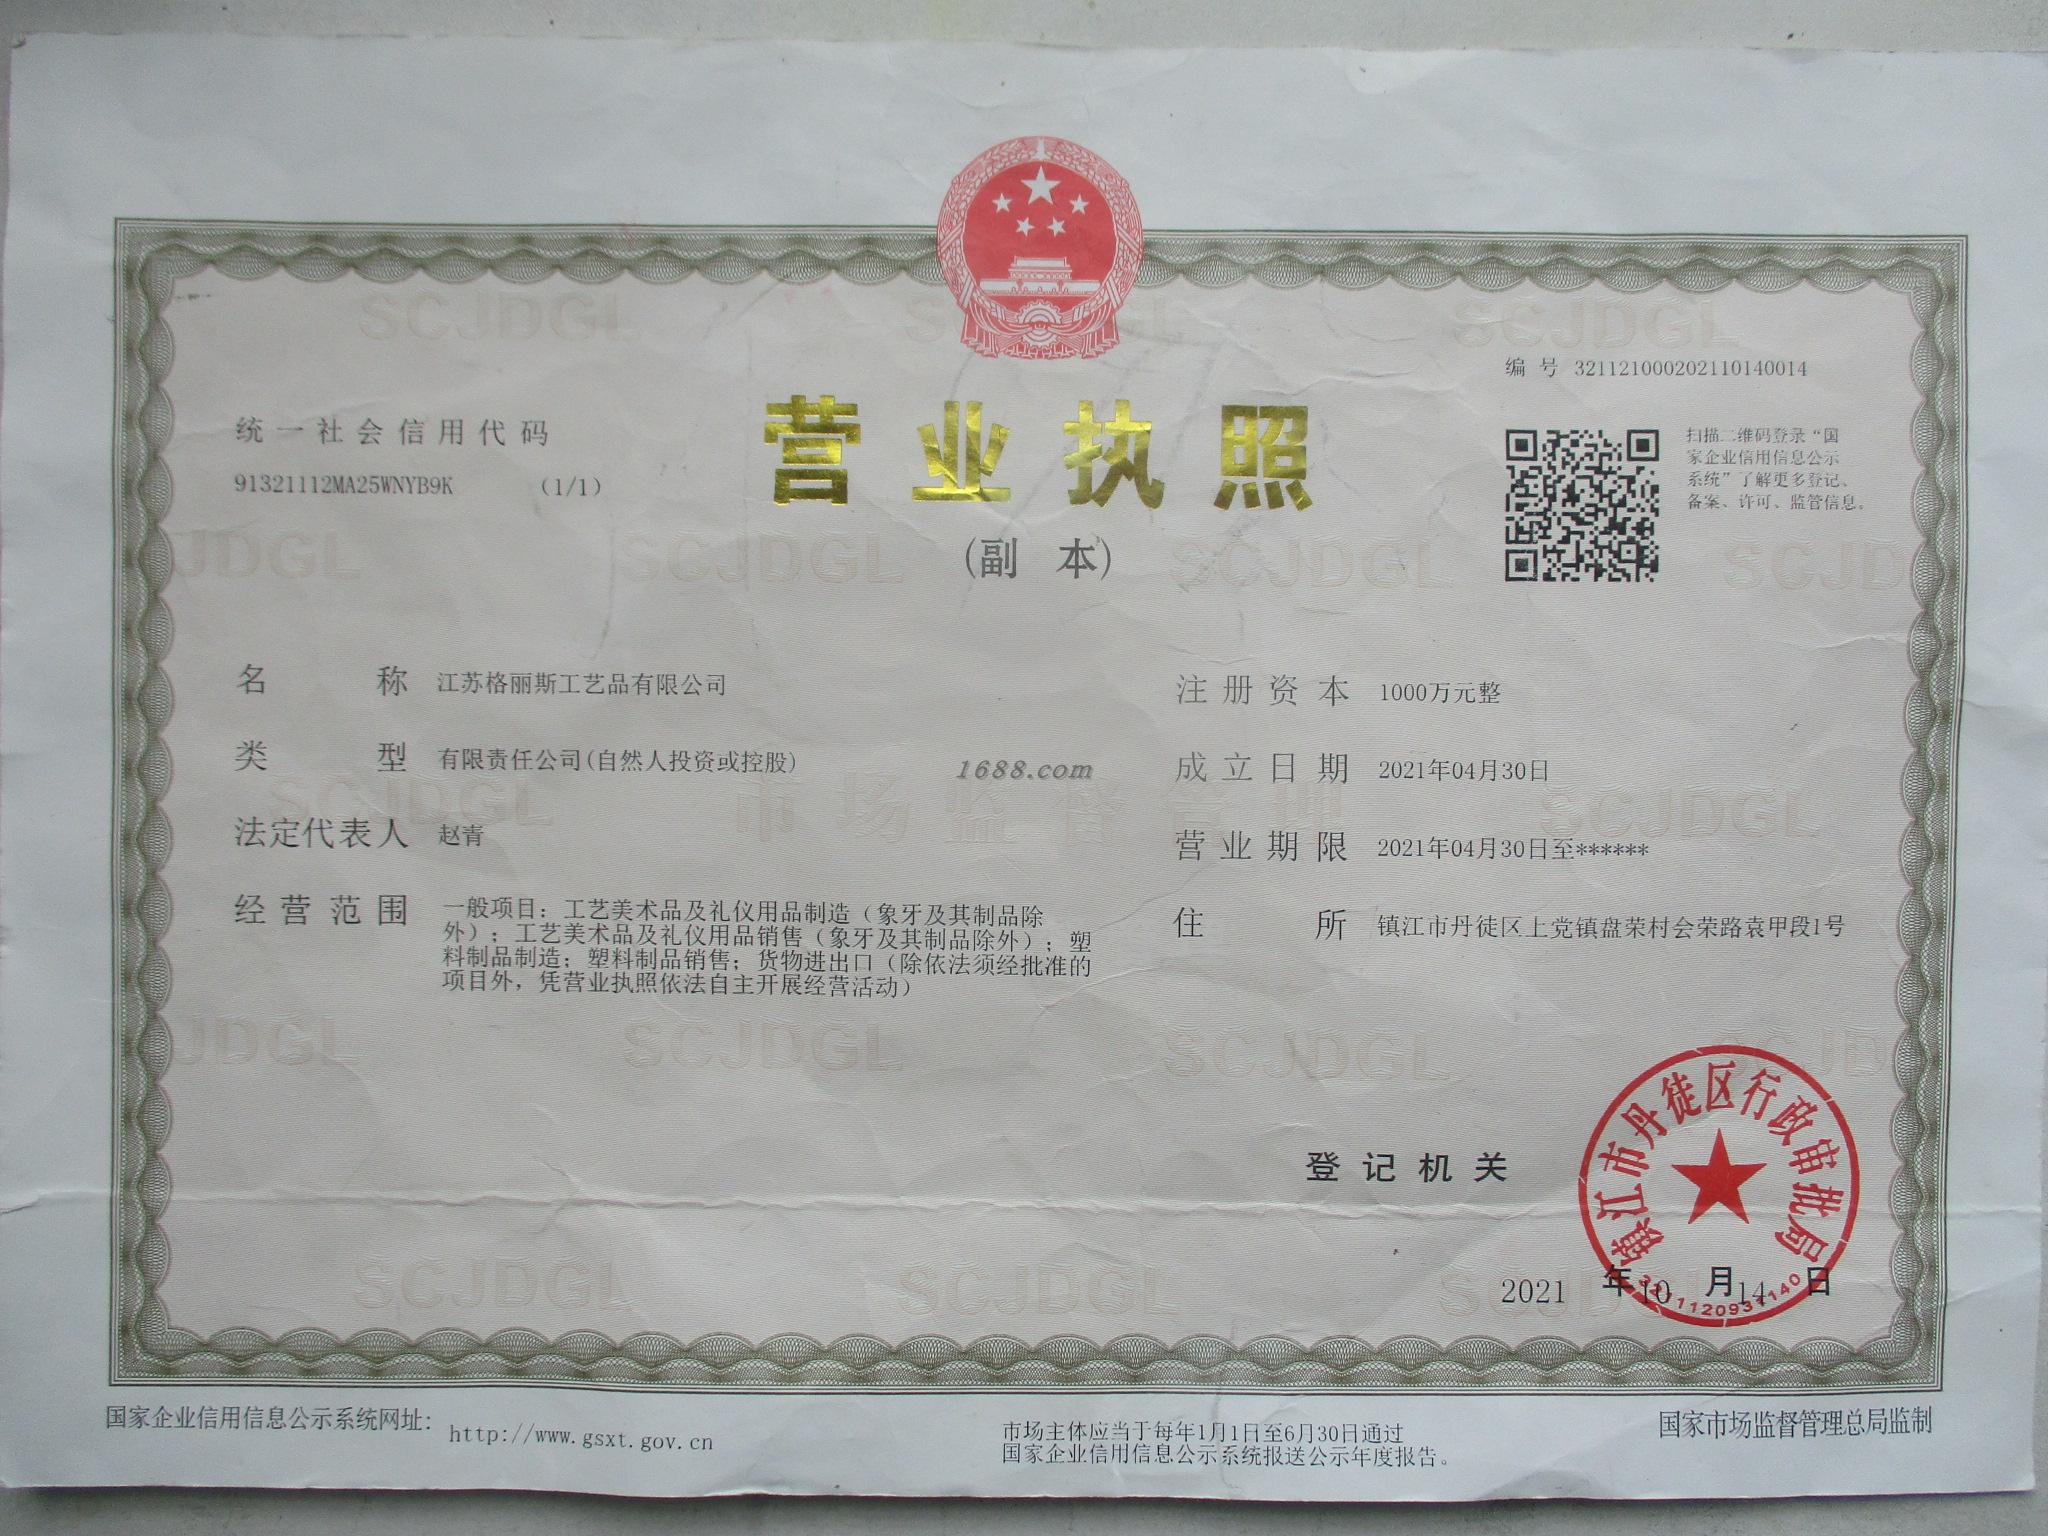 编 号 321121000202110140014
统一社会信用代码
91321112MA25WNYB9K （1/1）
营业执照
(副 本)
扫描二维码登录“国
家企业信用信息公示
系统”了解更多登记、
备案、许可、监管信息。
名 称 江苏格丽斯工艺品有限公司
类 型 有限责任公司(自然人投资或控股)
法定代表人 赵青
经营范围 一般项目：工艺美术品及礼仪用品制造（象牙及其制品除
外）；工艺美术品及礼仪用品销售（象牙及其制品除外）；塑
料制品制造；塑料制品销售；货物进出口（除依法须经批准的
项目外，凭营业执照依法自主开展经营活动）
1688.com
注册资本 1000万元整
成立日期 2021年04月30日
营业期限 2021年04月30日至******
住 所 镇江市丹徒区上党镇盘荣村会荣路袁甲段1号
SCJDGL
市场监督管理
登记机关
镇江市丹徒区行政审批局
2021 年10 月14 日
国家企业信用信息公示系统网址：
http://www.gsxt.gov.cn
市场主体应当于每年1月1日至6月30日通过
国家企业信用信息公示系统报送公示年度报告。
国家市场监督管理总局监制